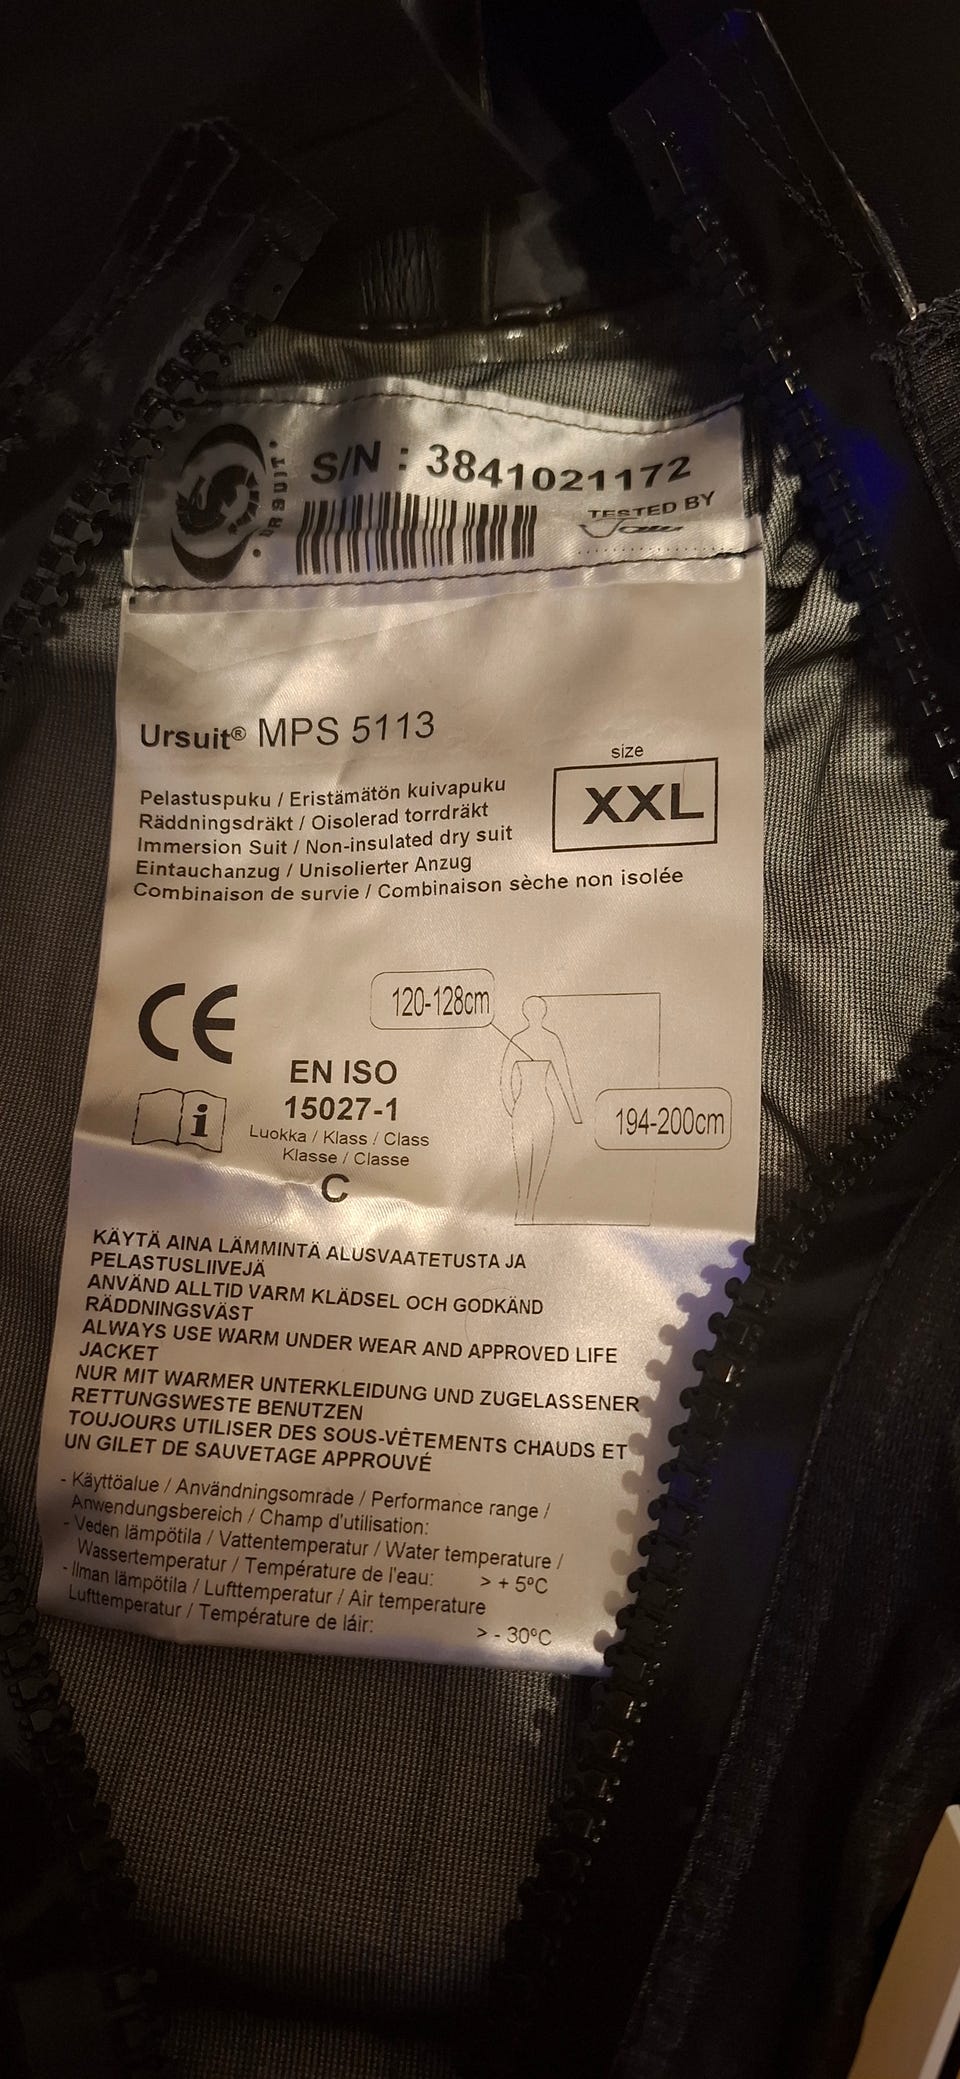 URSUIT
S/N : 3841021172
TESTED BY
Ursuit® MPS 5113
size
XXL
Pelastuspuku / Eristämätön kuivapuku
Räddningsdräkt / Oisolerad torrdräkt
Immersion Suit / Non-insulated dry suit
Eintauchanzug / Unisolierter Anzug
Combinaison de survie / Combinaison sèche non isolée
CE
120-128cm
194-200cm
i
EN ISO
15027-1
Luokka / Klass / Class
Klasse / Classe
C
KÄYTÄ AINA LÄMMINTÄ ALUSVAATETUSTA JA
PELASTUSLIIVEJÄ
ANVÄND ALLTID VARM KLÄDSEL OCH GODKÄND
RÄDDNINGSVÄST
ALWAYS USE WARM UNDER WEAR AND APPROVED LIFE
JACKET
NUR MIT WARMER UNTERKLEIDUNG UND ZUGELASSENER
RETTUNGSWESTE BENUTZEN
TOUJOURS UTILISER DES SOUS-VÊTEMENTS CHAUDS ET
UN GILET DE SAUVETAGE APPROUVÉ
- Käyttöalue / Användningsområde / Performance range /
Anwendungsbereich / Champ d'utilisation:
- Veden lämpötila / Vattentemperatur / Water temperature /
Wassertemperatur / Température de l'eau: > + 5ºC
- Ilman lämpötila / Lufttemperatur / Air temperature
Lufttemperatur / Température de láir: > - 30ºC